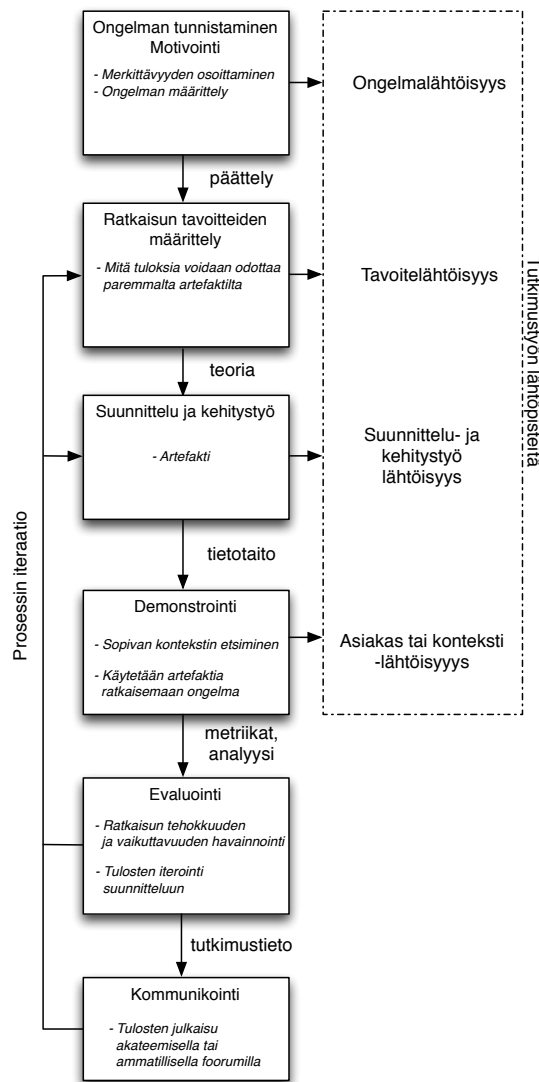 Ongelman tunnistaminen
Motivointi
- Merkittävyyden osoittaminen
- Ongelman määrittely
Ongelmalähtöisyys
päättely
Ratkaisun tavoitteiden
määrittely
- Mitä tuloksia voidaan odottaa
paremmalta artefaktilta
Tavoitelähtöisyys
teoria
Suunnittelu ja kehitystyö
- Artefakti
Suunnittelu- ja
kehitystyö
lähtöisyys
tietotaito
Demonstrointi
- Sopivan kontekstin etsiminen
- Käytetään artefaktia
ratkaisemaan ongelma
Asiakas tai konteksti
-lähtöisyyys
metriikat,
analyysi
Evaluointi
- Ratkaisun tehokkuuden
ja vaikuttavuuden havainnointi
- Tulosten iterointi
suunnitteluun
tutkimustieto
Kommunikointi
- Tulosten julkaisu
akateemisella tai
ammatillisella foorumilla
Prosessin iteraatio
Tutkimustyön lähtöpisteitä